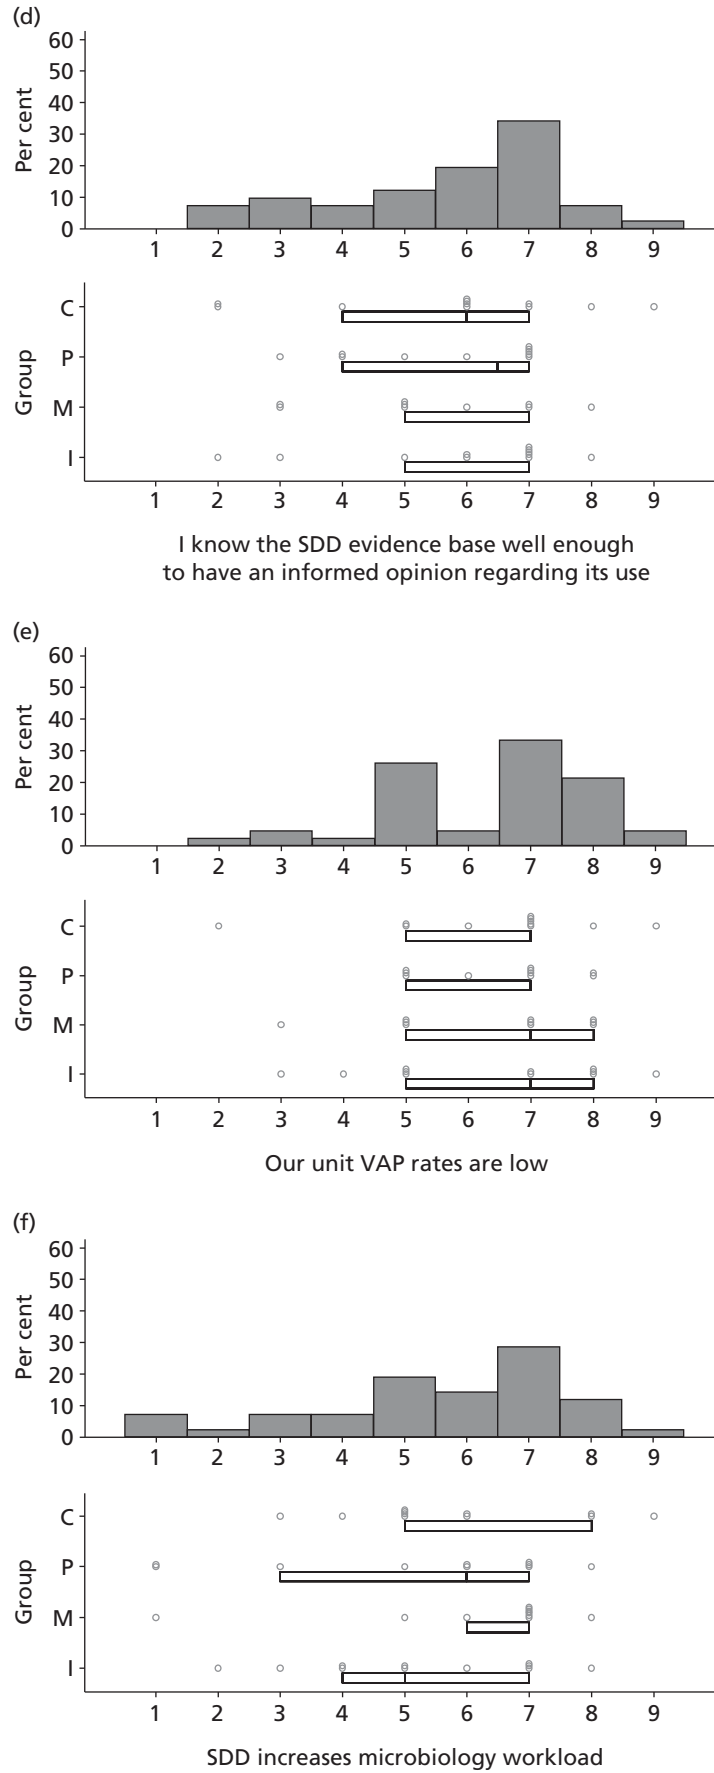 (d)
Per cent
60
50
40
30
20
10
0
1 2 3 4 5 6 7 8 9
Group
C
P
M
I
1 2 3 4 5 6 7 8 9
I know the SDD evidence base well enough
to have an informed opinion regarding its use
(e)
Per cent
60
50
40
30
20
10
0
1 2 3 4 5 6 7 8 9
Group
C
P
M
I
1 2 3 4 5 6 7 8 9
Our unit VAP rates are low
(f)
Per cent
60
50
40
30
20
10
0
1 2 3 4 5 6 7 8 9
Group
C
P
M
I
1 2 3 4 5 6 7 8 9
SDD increases microbiology workload